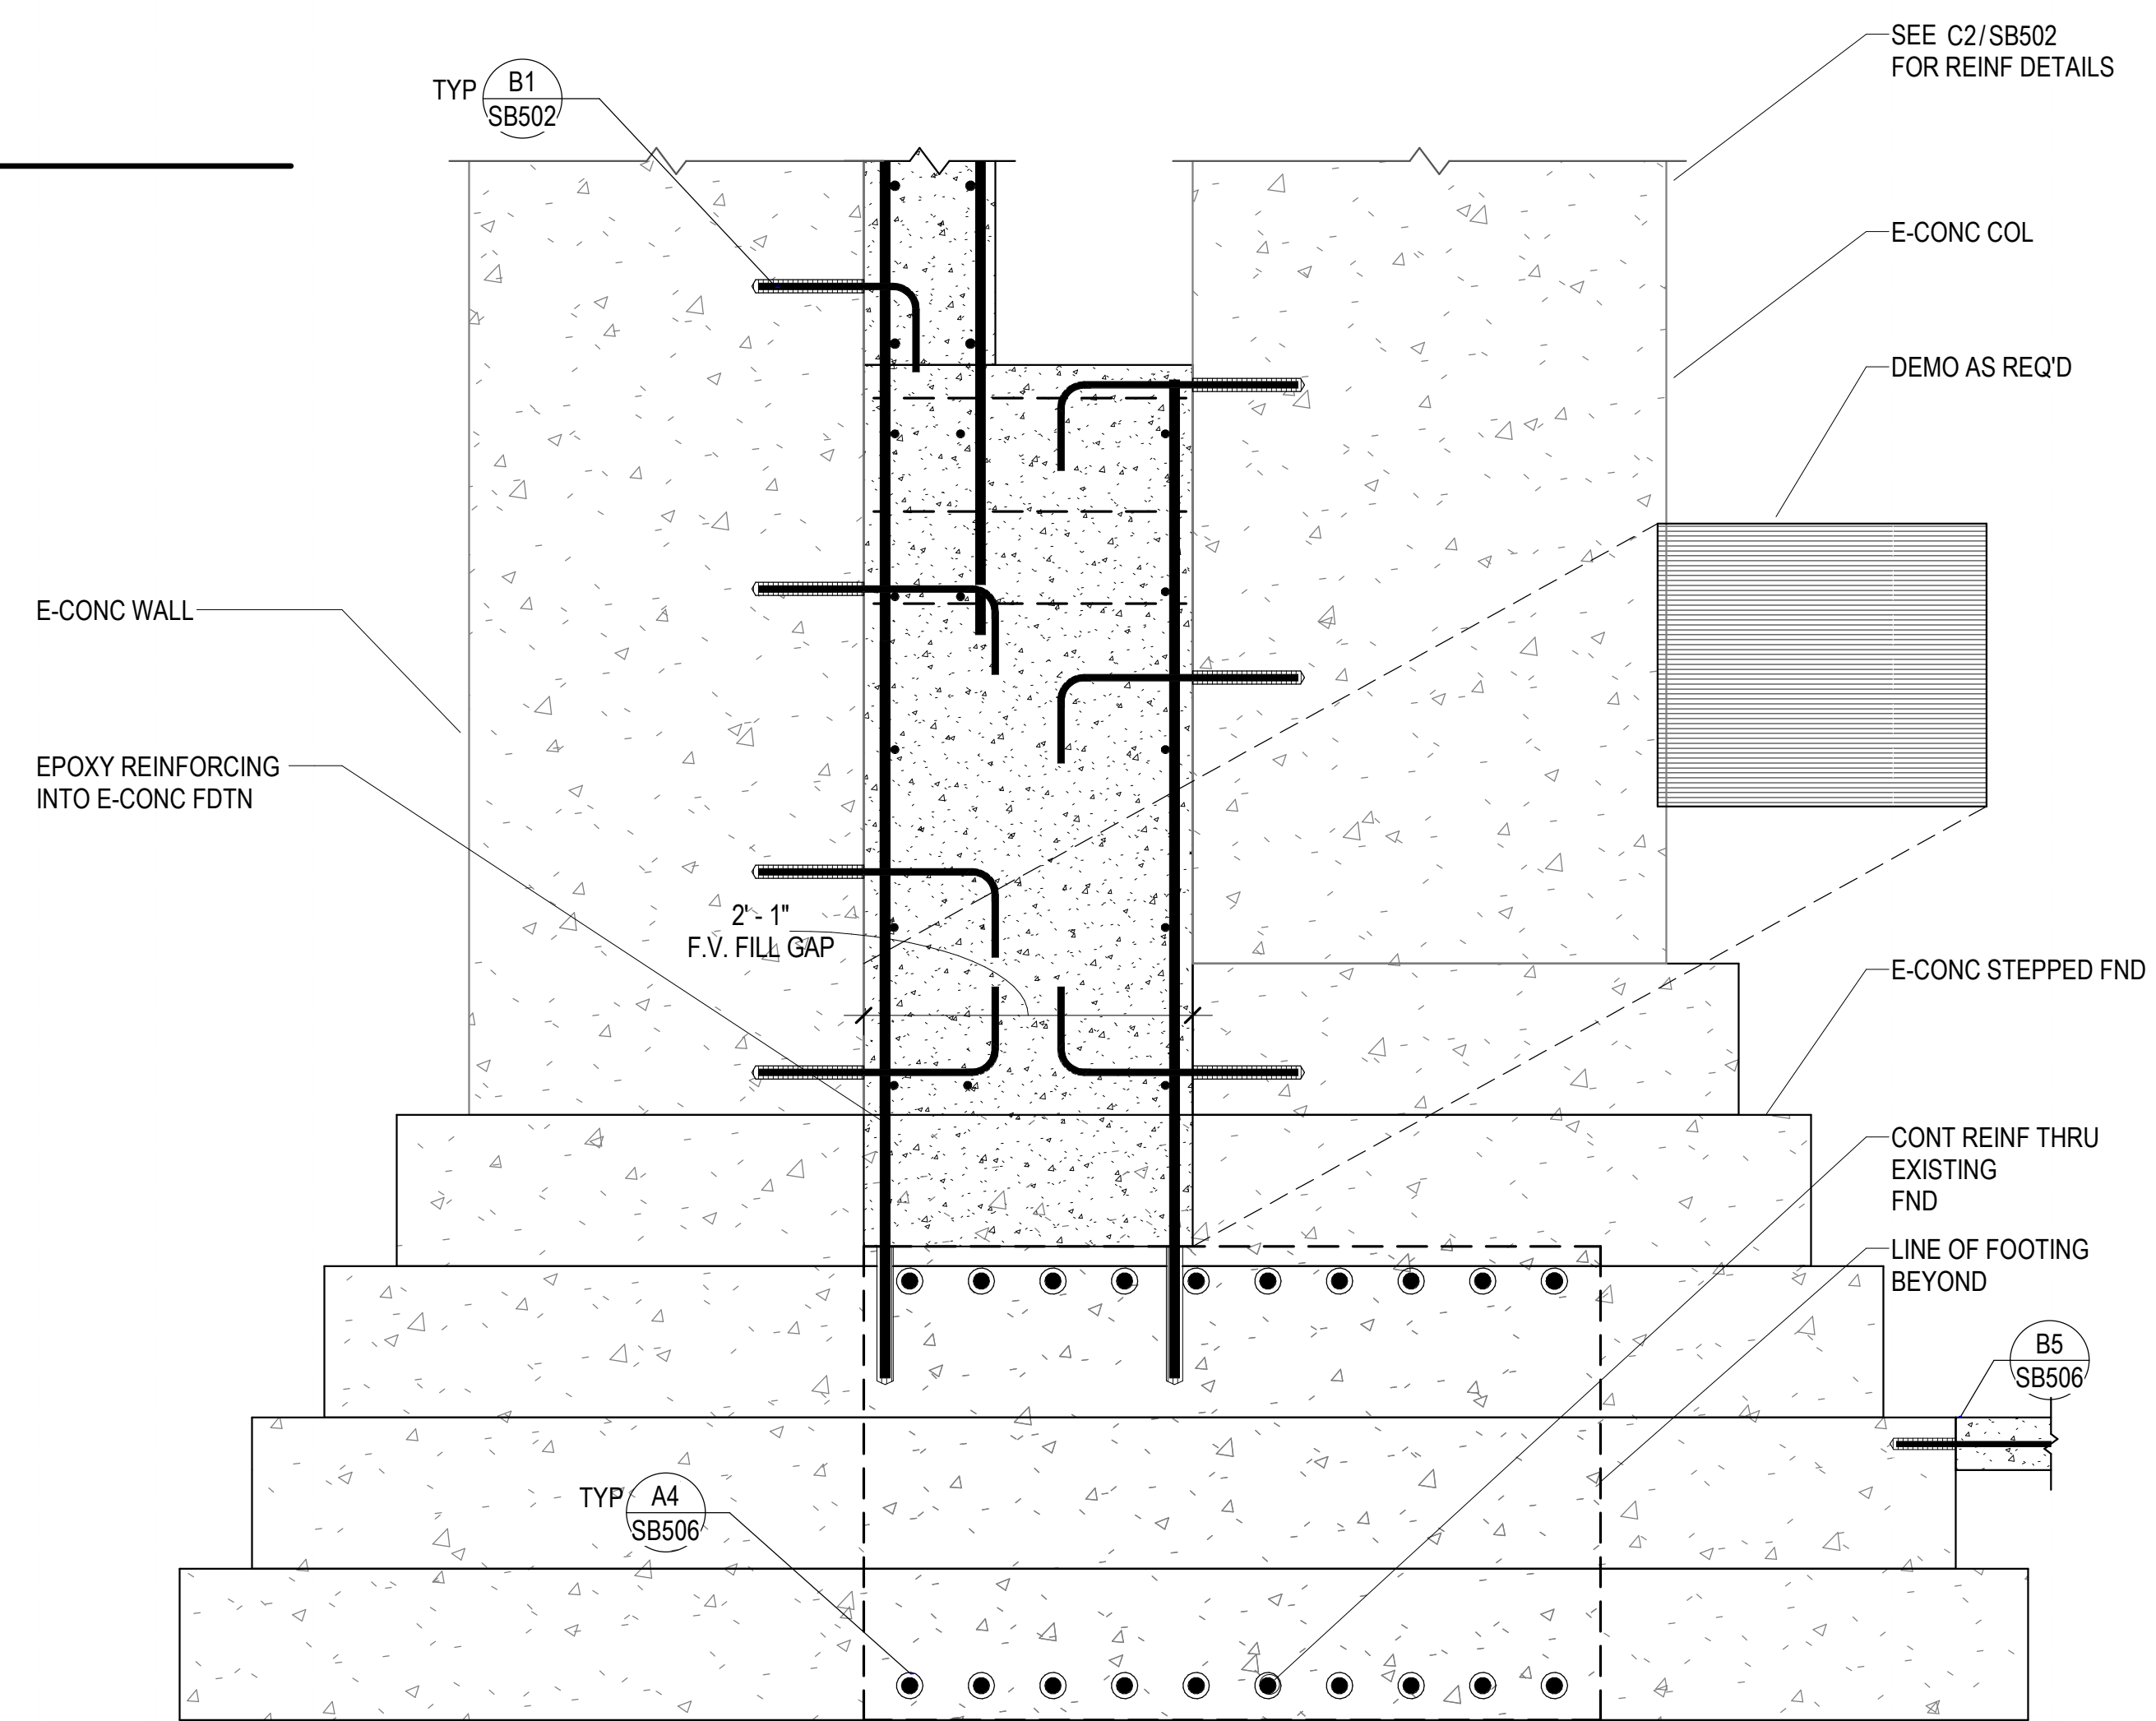 SEE C2/SB502
FOR REINF DETAILS
TYP
B1
SB502
E-CONC COL
DEMO AS REQ'D
E-CONC WALL
EPOXY REINFORCING
INTO E-CONC FDTN
2' - 1"
F.V. FILL GAP
E-CONC STEPPED FND
CONT REINF THRU
EXISTING
FND
LINE OF FOOTING
BEYOND
B5
SB506
TYP
A4
SB506